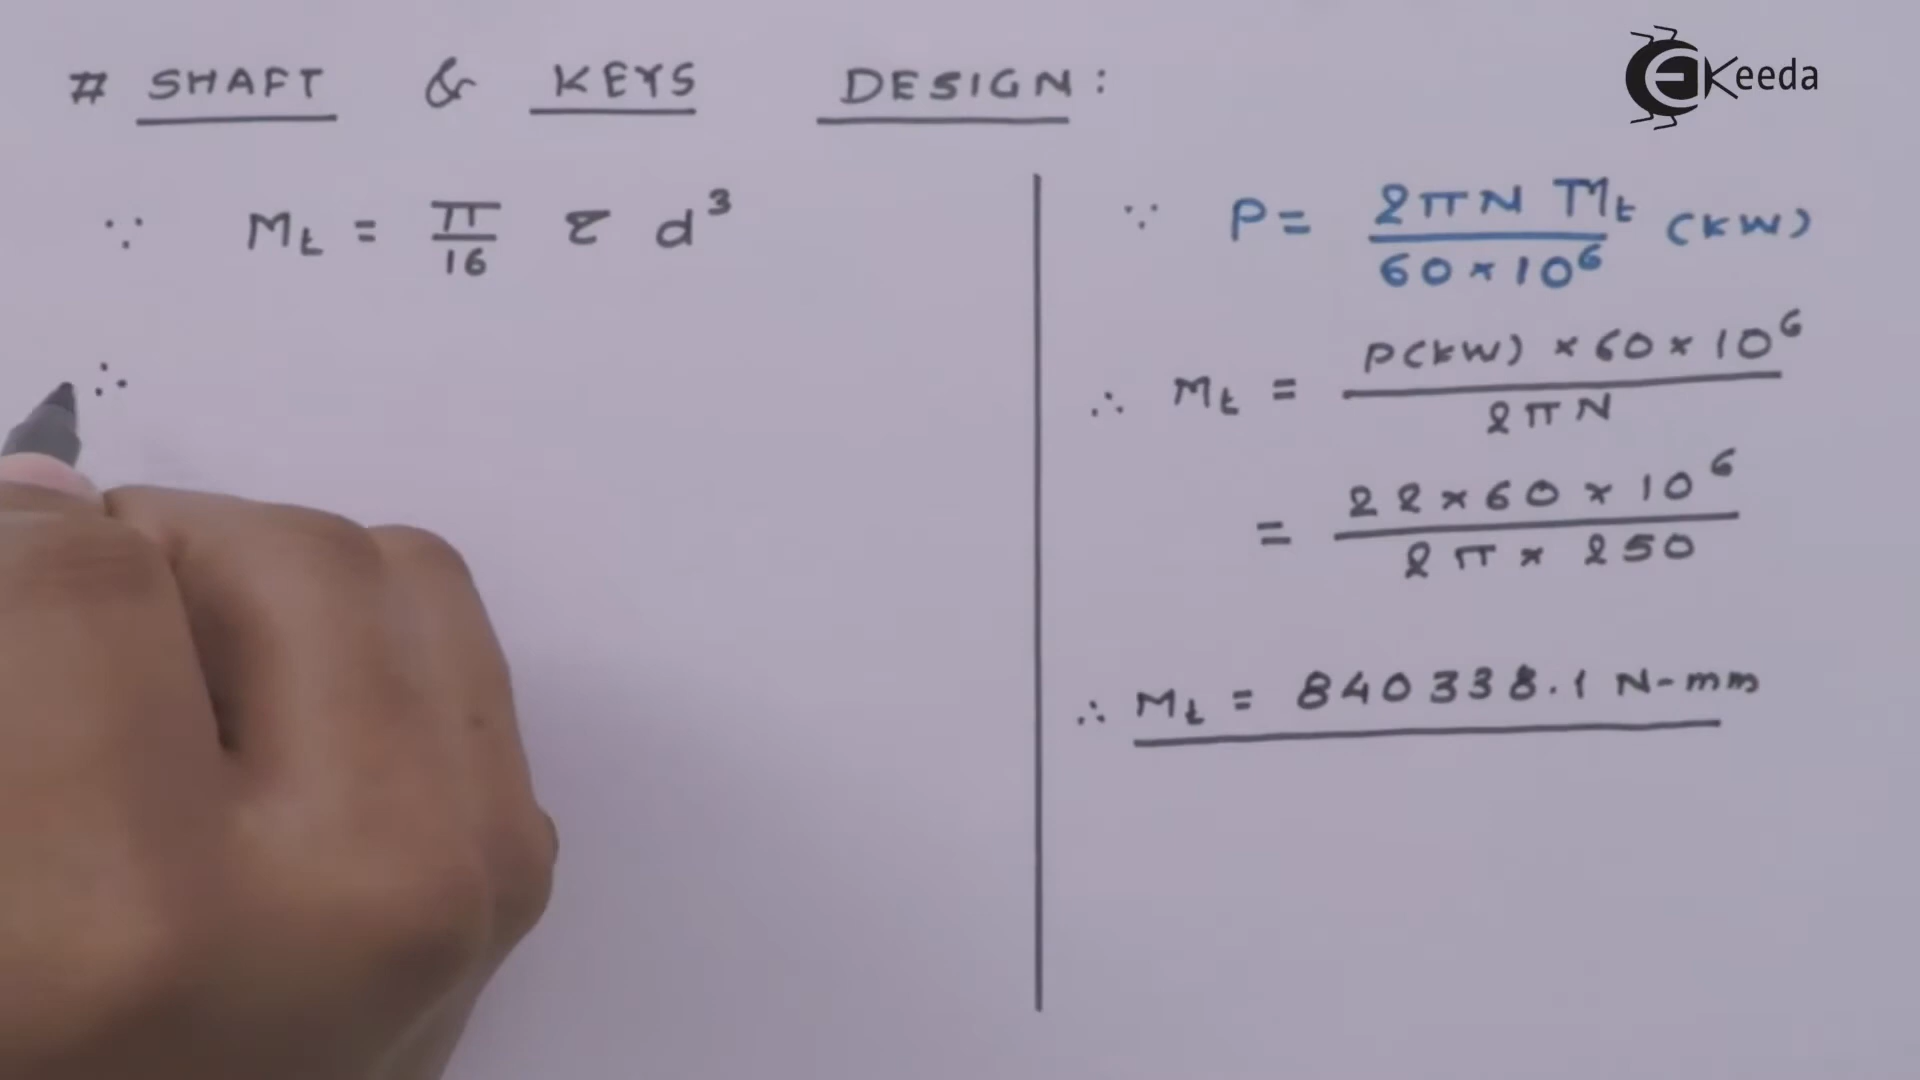 # SHAFT & KEYS DESIGN:
∵ Mt = π/16 τ d³
∴
∵ P = 2πN Mt / 60×10⁶ (kW)
∴ Mt = P(kW) × 60 × 10⁶ / 2πN
= 22 × 60 × 10⁶ / 2π × 250
∴ Mt = 840338.1 N-mm
eKeeda